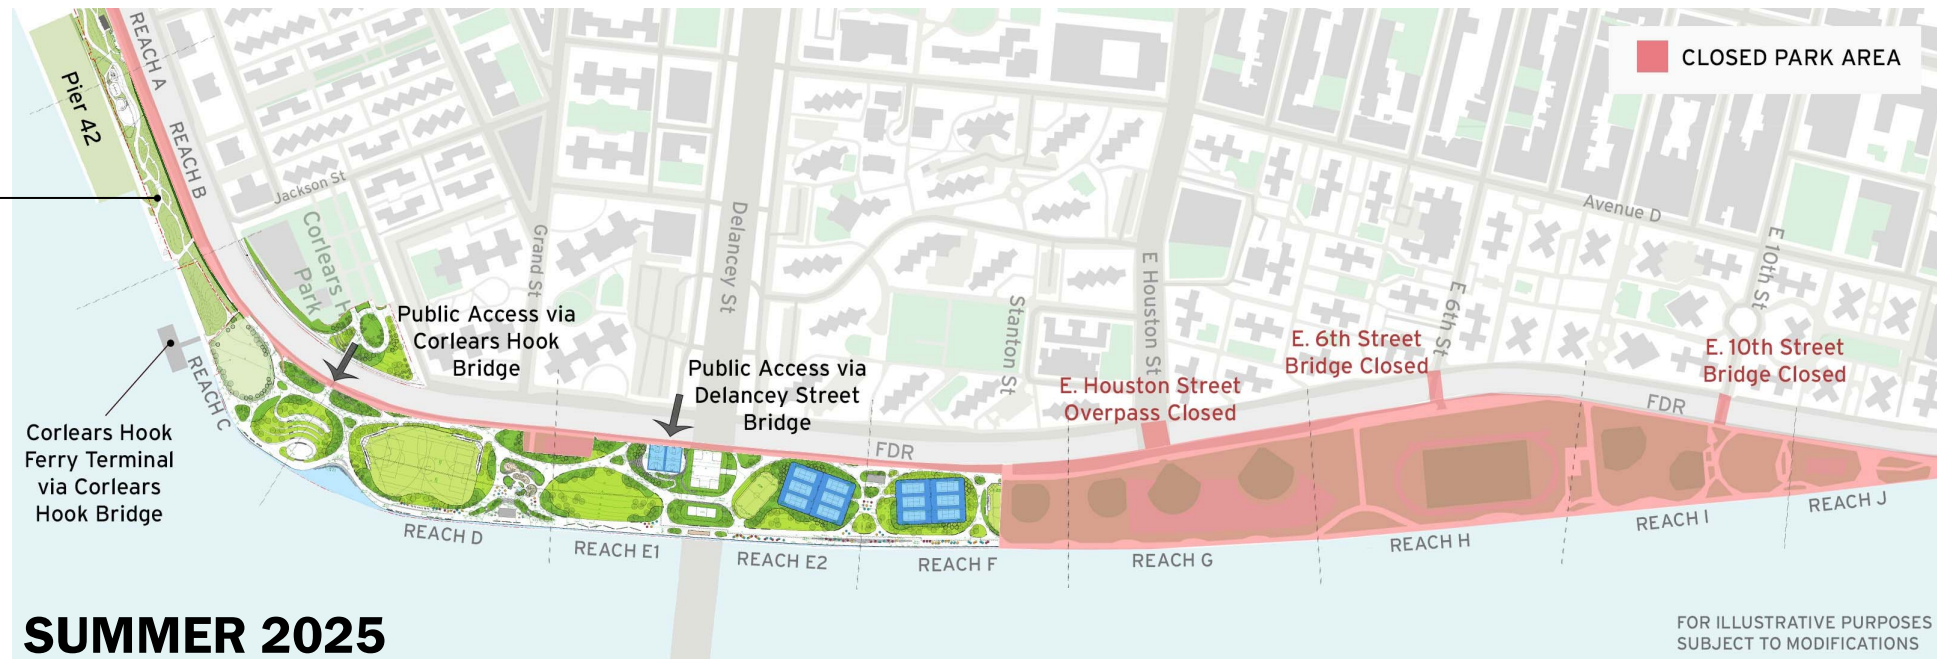 CLOSED PARK AREA
REACH A
Pier 42
REACH B
Jackson St
Corlears H
Park
Grand St
Delancey St
Stanton St
E Houston St
E 6th St
Avenue D
E 10th St
Public Access via
Corlears Hook
Bridge
Public Access via
Delancey Street
Bridge
E. Houston Street
Overpass Closed
E. 6th Street
Bridge Closed
E. 10th Street
Bridge Closed
FDR
FDR
REACH C
Corlears Hook
Ferry Terminal
via Corlears
Hook Bridge
REACH D
REACH E1
REACH E2
REACH F
REACH G
REACH H
REACH I
REACH J
SUMMER 2025
FOR ILLUSTRATIVE PURPOSES
SUBJECT TO MODIFICATIONS